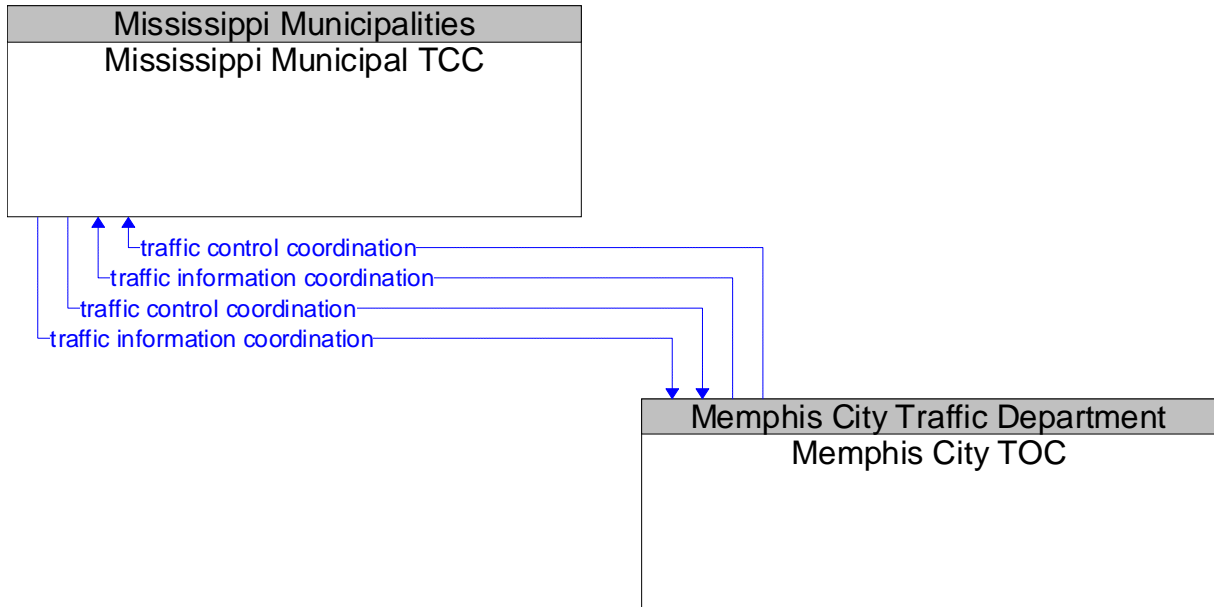 Mississippi Municipalities
Mississippi Municipal TCC
traffic control coordination
traffic information coordination
traffic control coordination
traffic information coordination
Memphis City Traffic Department
Memphis City TOC